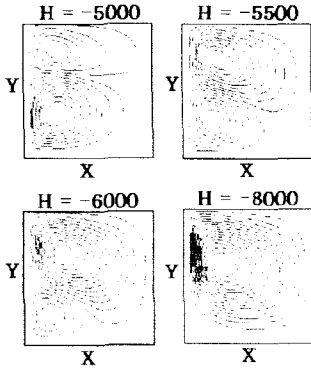 H = -5000 H = -5500
Y Y
X X
H = -6000 H = -8000
Y Y
X X